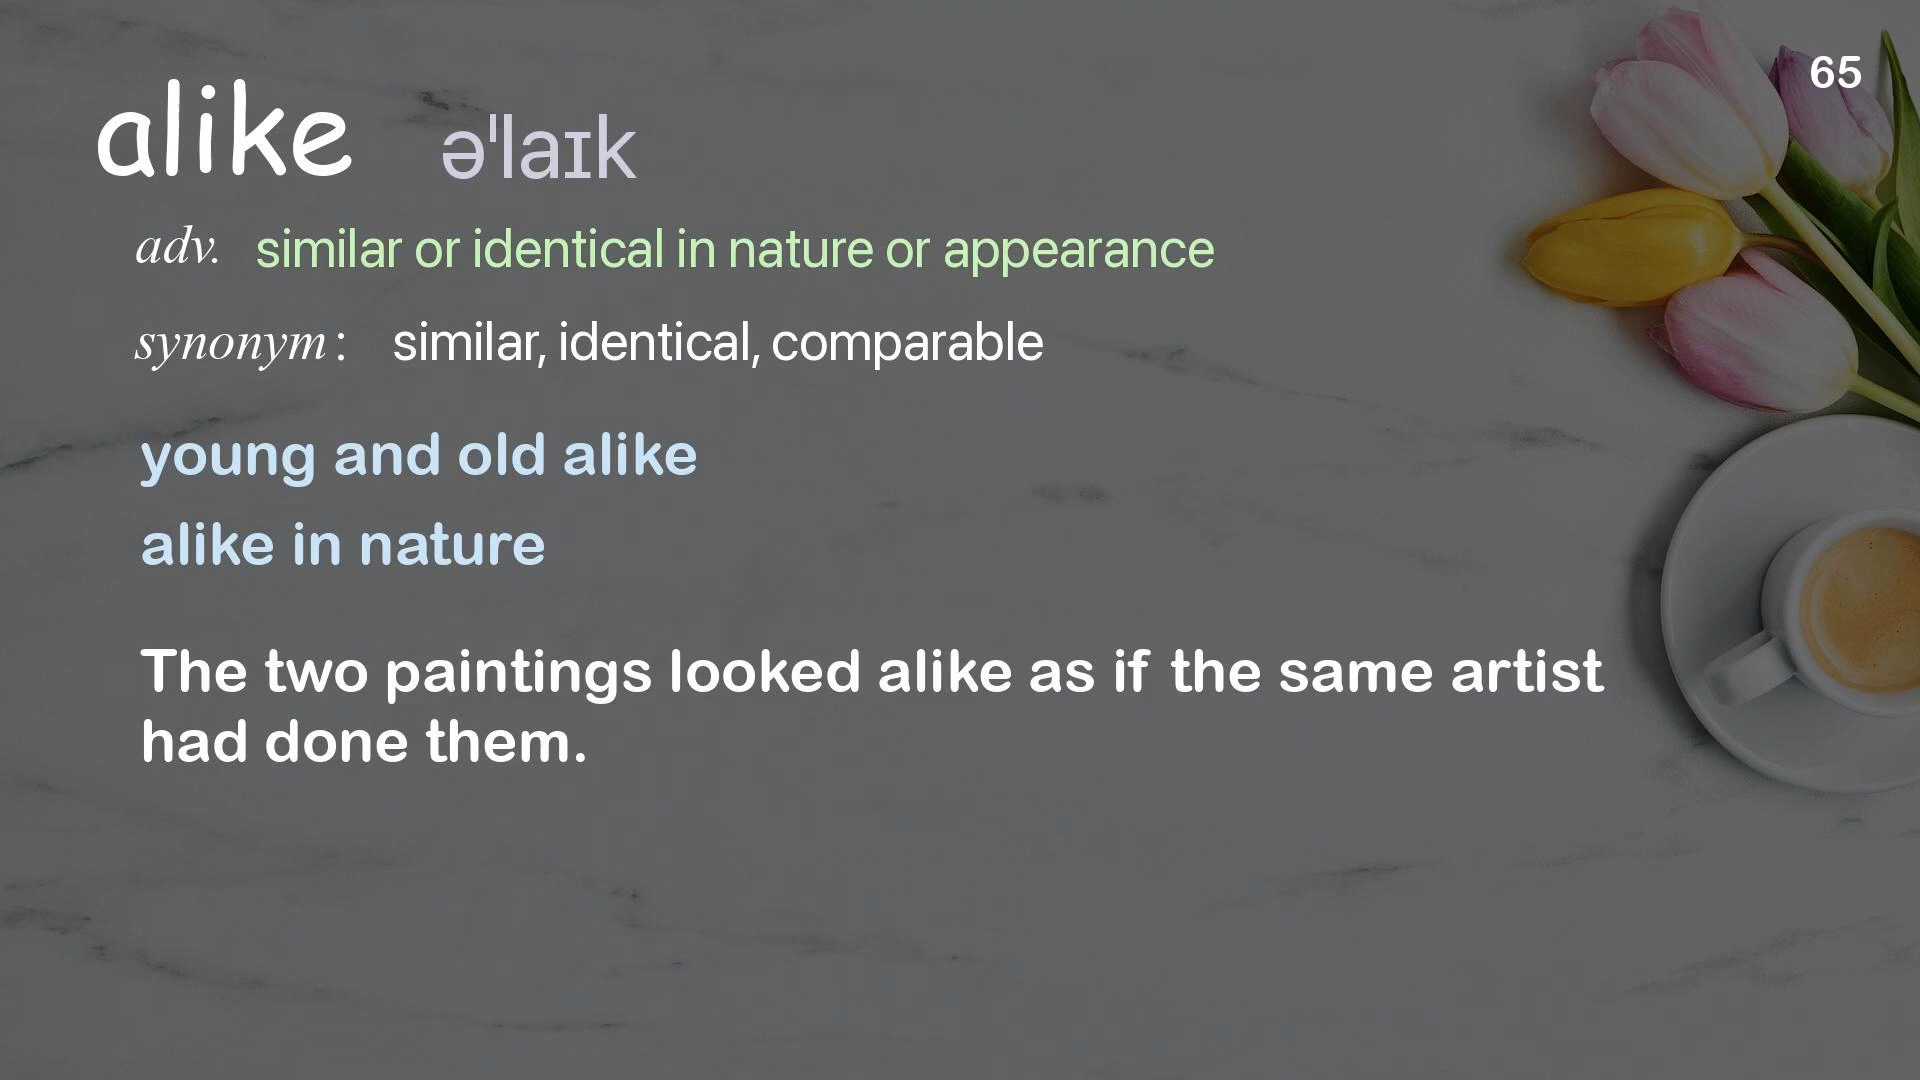 65
alike əˈlaɪk
adv. similar or identical in nature or appearance
synonym: similar, identical, comparable
young and old alike
alike in nature
The two paintings looked alike as if the same artist
had done them.